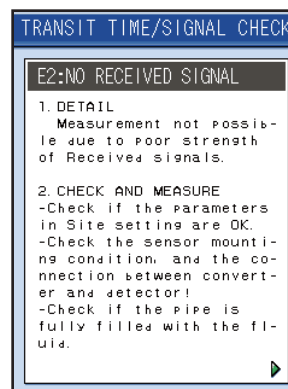 TRANSIT TIME/SIGNAL CHECK
E2:NO RECEIVED SIGNAL
1. DETAIL
Measurement not possib-
le due to poor strength
of Received signals.
2. CHECK AND MEASURE
-Check if the parameters
in Site setting are OK.
-Check the sensor mounti-
ng condition, and the co-
nnection between convert-
er and detector!
-Check if the pipe is
fully filled with the fl-
uid.